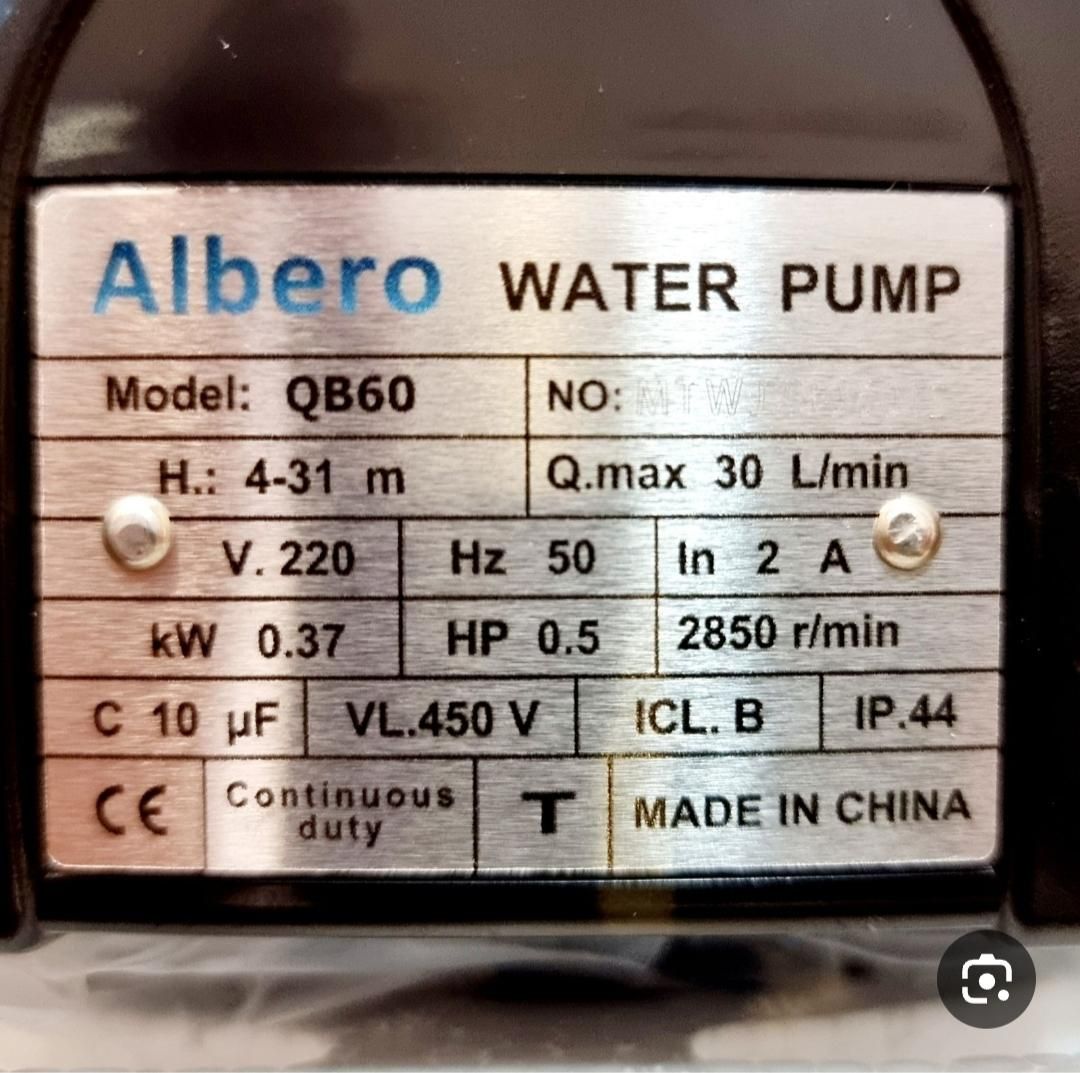 Albero WATER PUMP
Model: QB60 NO:
H.: 4-31 m Q.max 30 L/min
V. 220 Hz 50 In 2 A
kW 0.37 HP 0.5 2850 r/min
C 10 µF VL.450 V ICL. B IP.44
CE Continuous duty T MADE IN CHINA